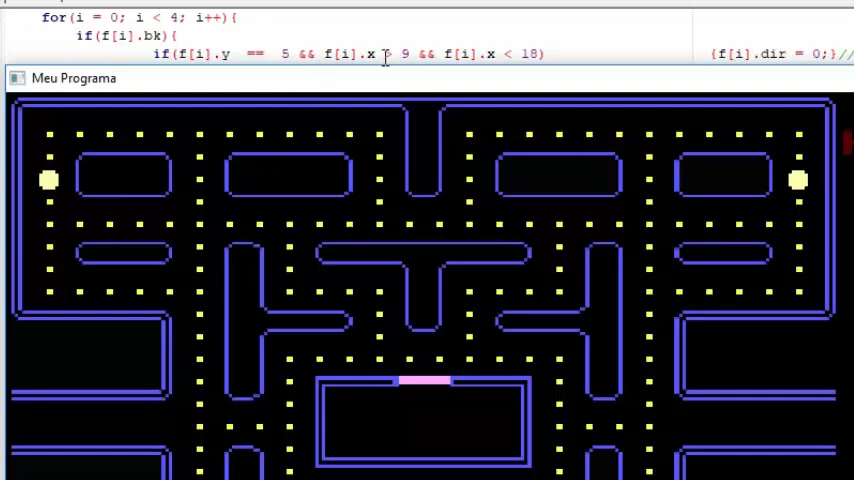 for(i = 0; i < 4; i++){
if(f[i].bk){
if(f[i].y == 5 && f[i].x > 9 && f[i].x < 18) {f[i].dir = 0;}//
Meu Programa